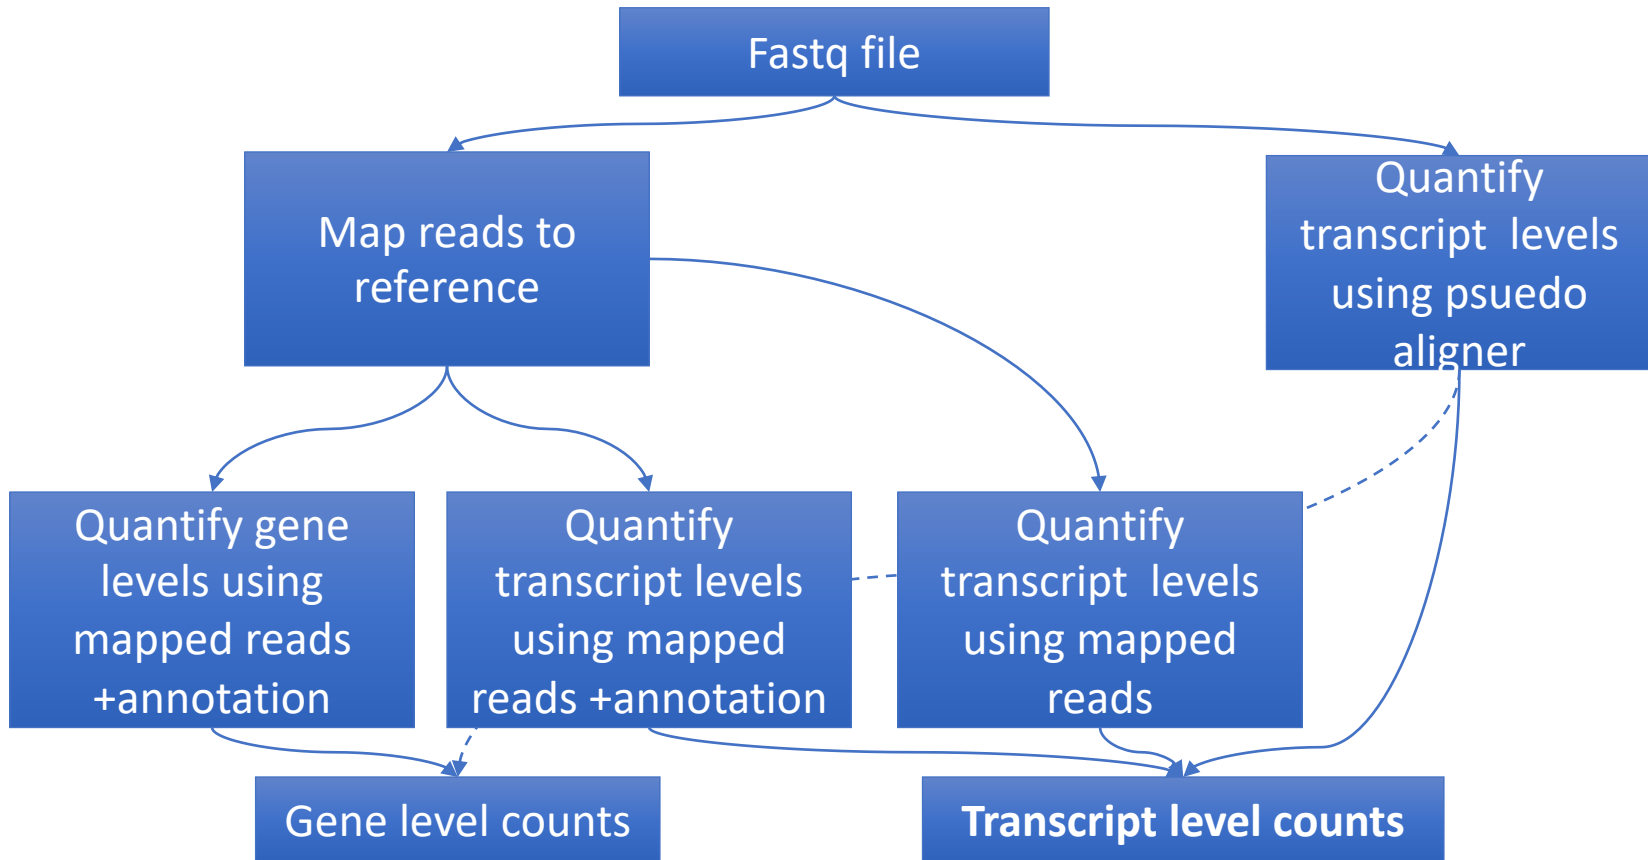 Fastq file
Map reads to
reference
Quantify
transcript levels
using psuedo
aligner
Quantify gene
levels using
mapped reads
+annotation
Quantify
transcript levels
using mapped
reads +annotation
Quantify
transcript levels
using mapped
reads
Gene level counts
Transcript level counts